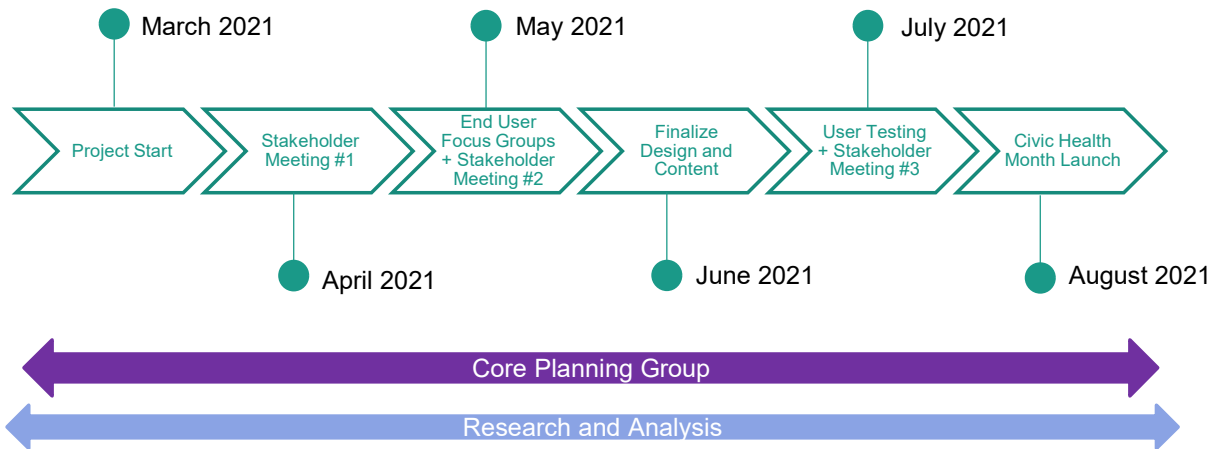 March 2021
May 2021
July 2021
Project Start
Stakeholder
Meeting #1
End User
Focus Groups
+ Stakeholder
Meeting #2
Finalize
Design and
Content
User Testing
+ Stakeholder
Meeting #3
Civic Health
Month Launch
April 2021
June 2021
August 2021
Core Planning Group
Research and Analysis